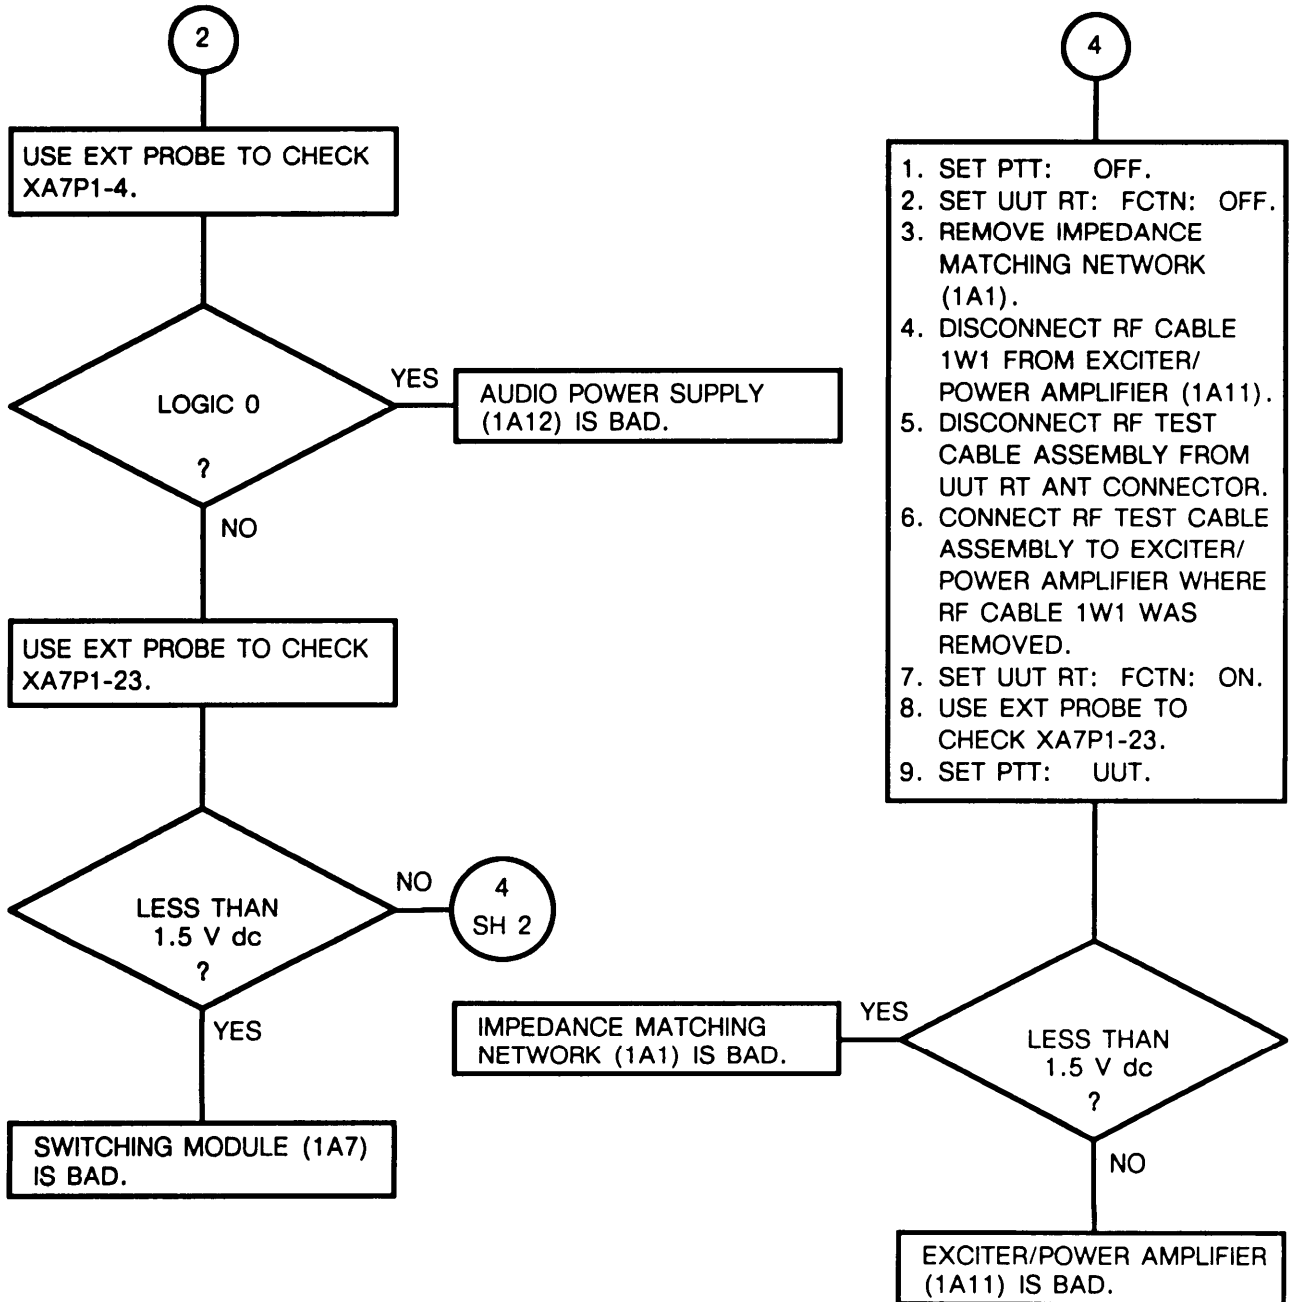 2
USE EXT PROBE TO CHECK
XA7P1-4.
LOGIC 0
?
YES
AUDIO POWER SUPPLY
(1A12) IS BAD.
NO
USE EXT PROBE TO CHECK
XA7P1-23.
LESS THAN
1.5 V dc
?
NO
4
SH 2
YES
SWITCHING MODULE (1A7)
IS BAD.
4
1. SET PTT: OFF.
2. SET UUT RT: FCTN: OFF.
3. REMOVE IMPEDANCE
MATCHING NETWORK
(1A1).
4. DISCONNECT RF CABLE
1W1 FROM EXCITER/
POWER AMPLIFIER (1A11).
5. DISCONNECT RF TEST
CABLE ASSEMBLY FROM
UUT RT ANT CONNECTOR.
6. CONNECT RF TEST CABLE
ASSEMBLY TO EXCITER/
POWER AMPLIFIER WHERE
RF CABLE 1W1 WAS
REMOVED.
7. SET UUT RT: FCTN: ON.
8. USE EXT PROBE TO
CHECK XA7P1-23.
9. SET PTT: UUT.
LESS THAN
1.5 V dc
?
YES
IMPEDANCE MATCHING
NETWORK (1A1) IS BAD.
NO
EXCITER/POWER AMPLIFIER
(1A11) IS BAD.